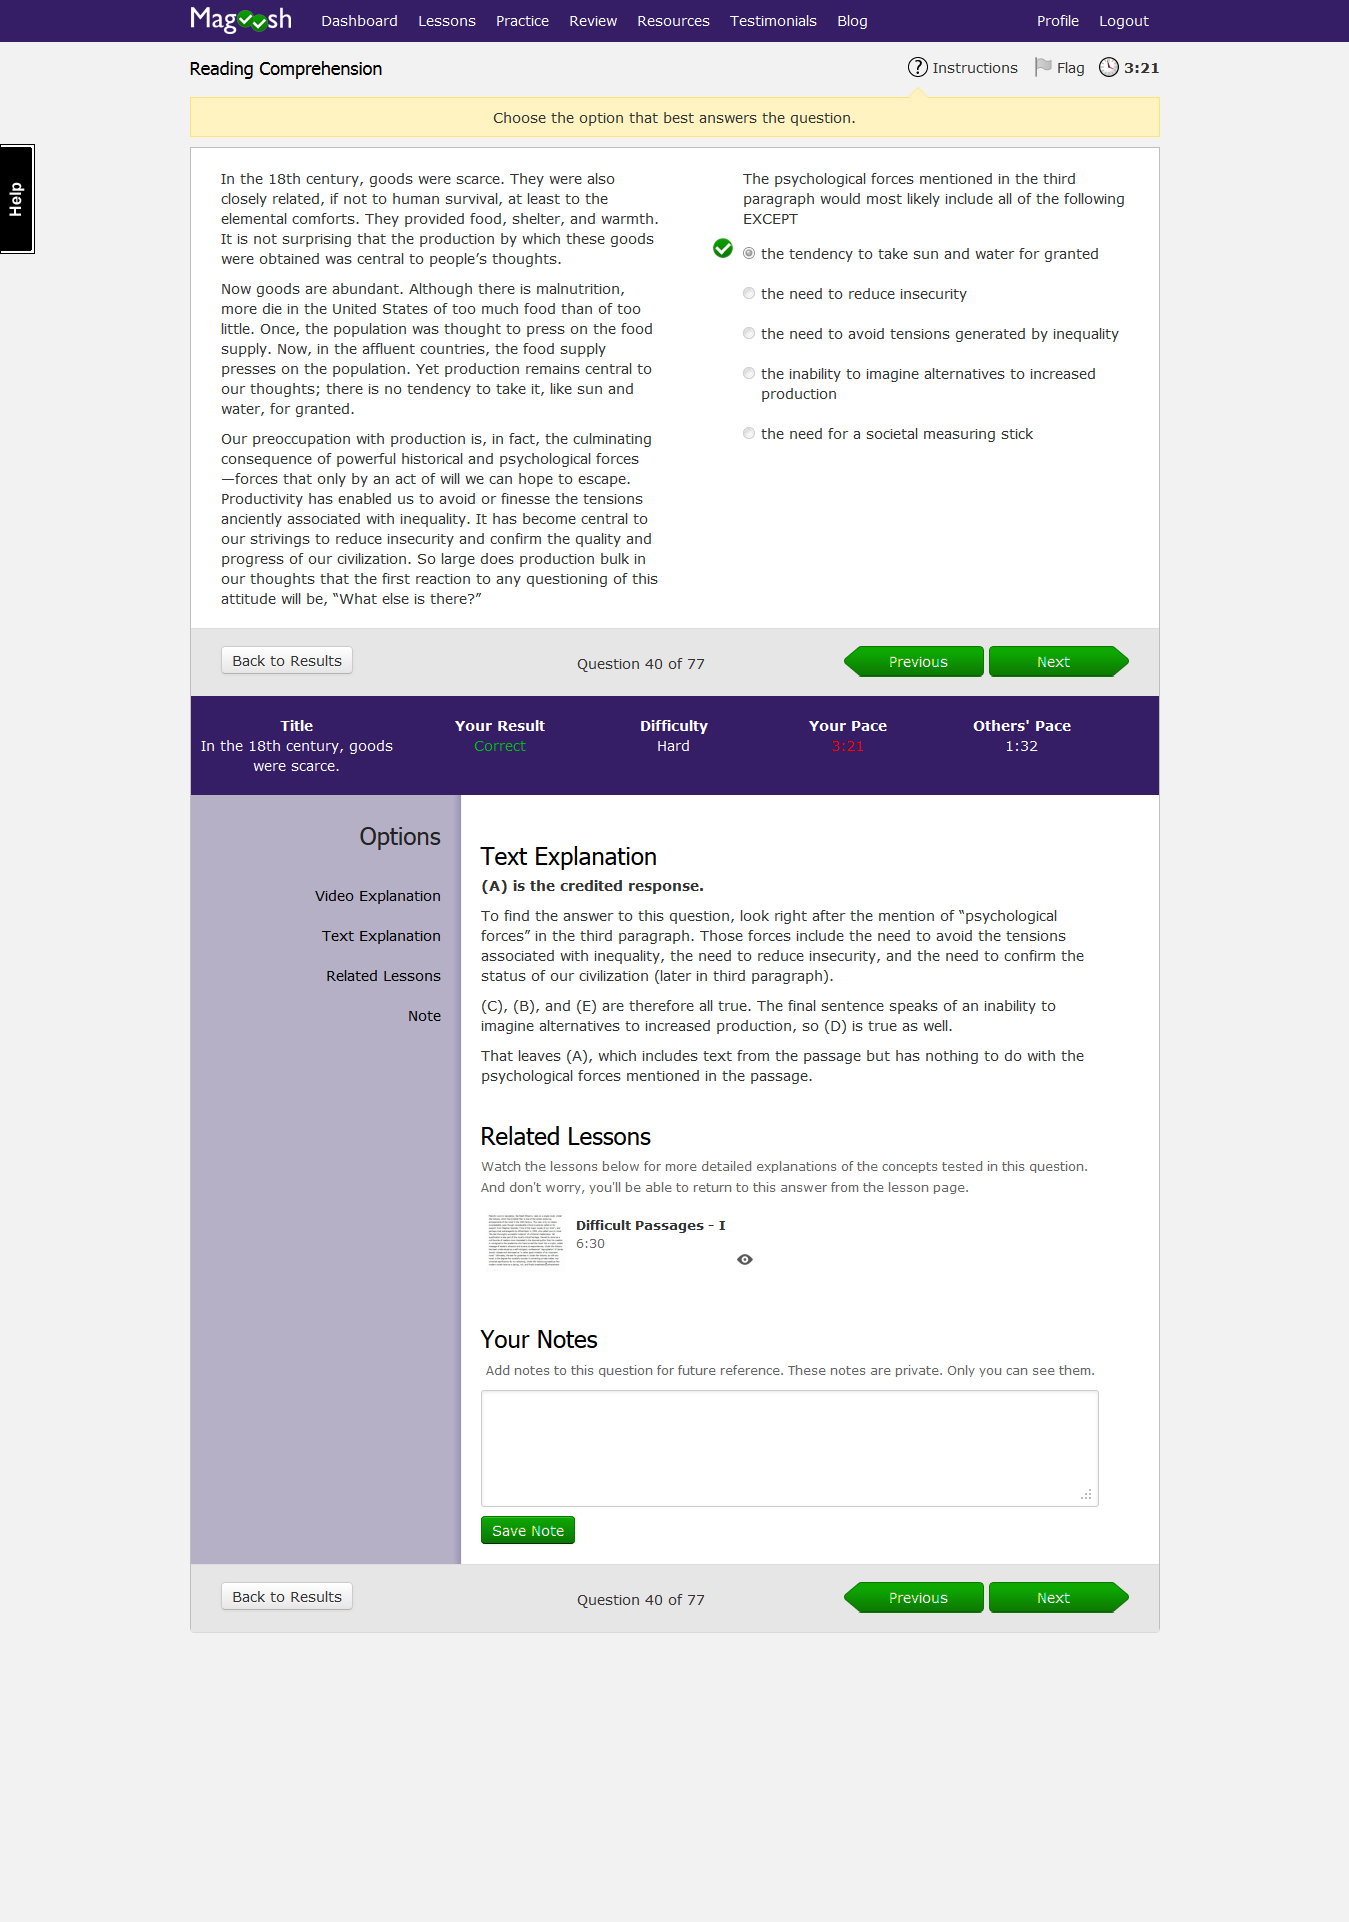 Magoosh Dashboard Lessons Practice Review Resources Testimonials Blog Profile Logout
Reading Comprehension
Instructions Flag 3:21
Choose the option that best answers the question.
Help
In the 18th century, goods were scarce. They were also
closely related, if not to human survival, at least to the
elemental comforts. They provided food, shelter, and warmth.
It is not surprising that the production by which these goods
were obtained was central to people’s thoughts.
Now goods are abundant. Although there is malnutrition,
more die in the United States of too much food than of too
little. Once, the population was thought to press on the food
supply. Now, in the affluent countries, the food supply
presses on the population. Yet production remains central to
our thoughts; there is no tendency to take it, like sun and
water, for granted.
Our preoccupation with production is, in fact, the culminating
consequence of powerful historical and psychological forces
—forces that only by an act of will we can hope to escape.
Productivity has enabled us to avoid or finesse the tensions
anciently associated with inequality. It has become central to
our strivings to reduce insecurity and confirm the quality and
progress of our civilization. So large does production bulk in
our thoughts that the first reaction to any questioning of this
attitude will be, “What else is there?”
The psychological forces mentioned in the third
paragraph would most likely include all of the following
EXCEPT
the tendency to take sun and water for granted
the need to reduce insecurity
the need to avoid tensions generated by inequality
the inability to imagine alternatives to increased
production
the need for a societal measuring stick
Back to Results Question 40 of 77 Previous Next
Title Your Result Difficulty Your Pace Others' Pace
In the 18th century, goods Correct Hard 3:21 1:32
were scarce.
Options
Video Explanation
Text Explanation
Related Lessons
Note
Text Explanation
(A) is the credited response.
To find the answer to this question, look right after the mention of “psychological
forces” in the third paragraph. Those forces include the need to avoid the tensions
associated with inequality, the need to reduce insecurity, and the need to confirm the
status of our civilization (later in third paragraph).
(C), (B), and (E) are therefore all true. The final sentence speaks of an inability to
imagine alternatives to increased production, so (D) is true as well.
That leaves (A), which includes text from the passage but has nothing to do with the
psychological forces mentioned in the passage.
Related Lessons
Watch the lessons below for more detailed explanations of the concepts tested in this question.
And don't worry, you'll be able to return to this answer from the lesson page.
Difficult Passages - I
6:30
Your Notes
Add notes to this question for future reference. These notes are private. Only you can see them.
Save Note
Back to Results Question 40 of 77 Previous Next